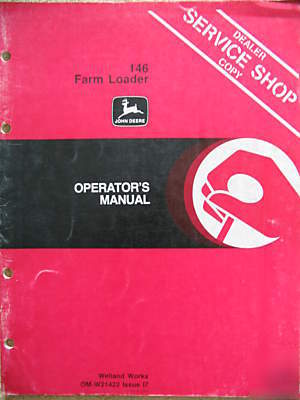 146
Farm Loader
DEALER
SERVICE SHOP
COPY
JOHN DEERE
OPERATOR'S
MANUAL
Welland Works
OM-W21422 Issue I7